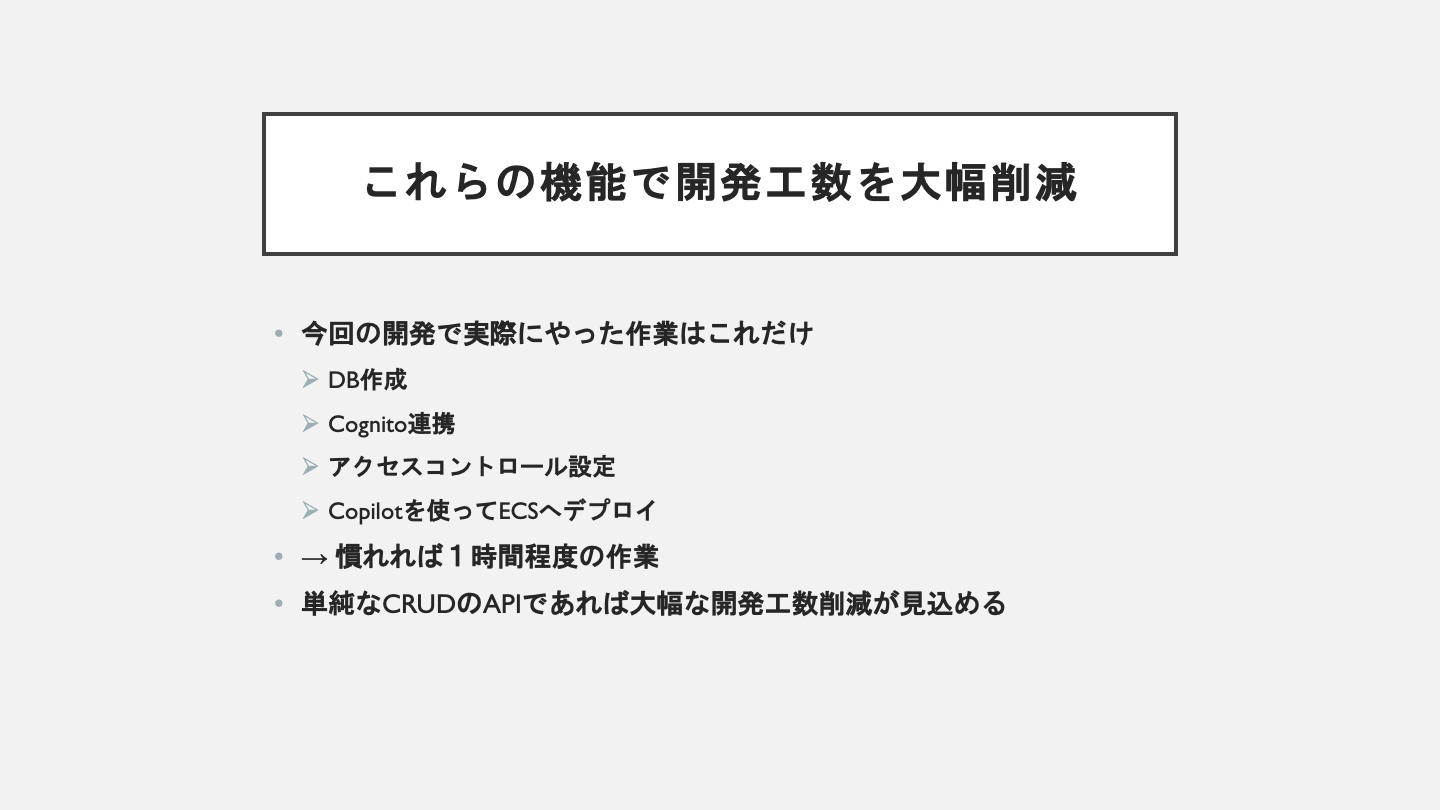 これらの機能で開発工数を大幅削減
• 今回の開発で実際にやった作業はこれだけ
➢ DB作成
➢ Cognito連携
➢ アクセスコントロール設定
➢ Copilotを使ってECSへデプロイ
• → 慣れれば１時間程度の作業
• 単純なCRUDのAPIであれば大幅な開発工数削減が見込める